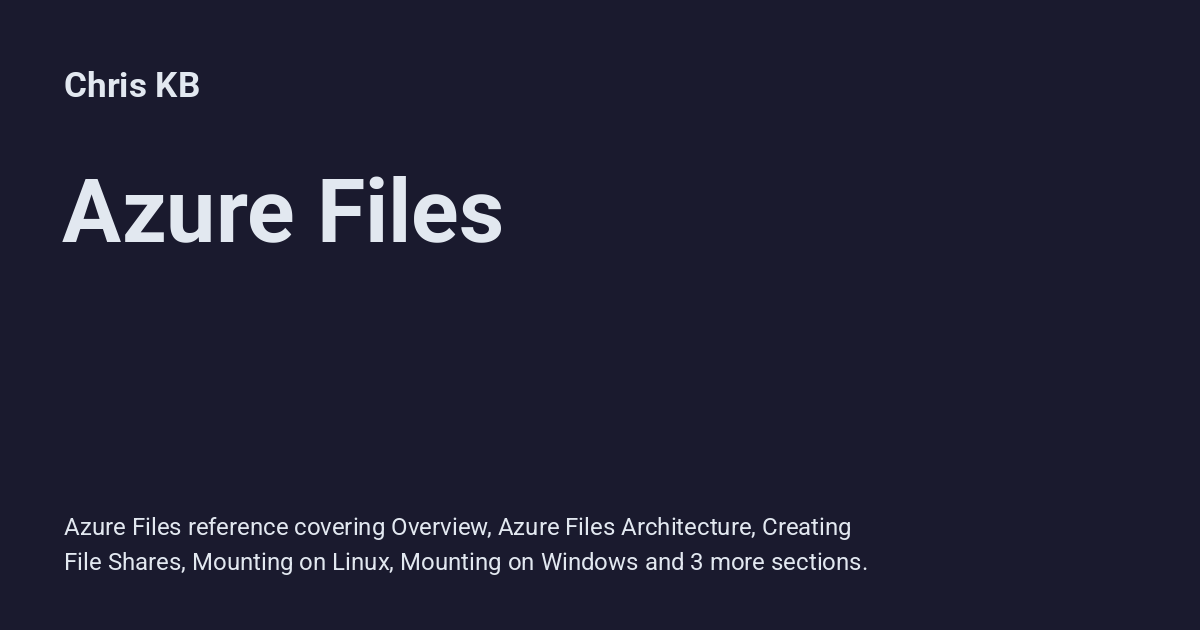 Chris KB
Azure Files
Azure Files reference covering Overview, Azure Files Architecture, Creating
File Shares, Mounting on Linux, Mounting on Windows and 3 more sections.